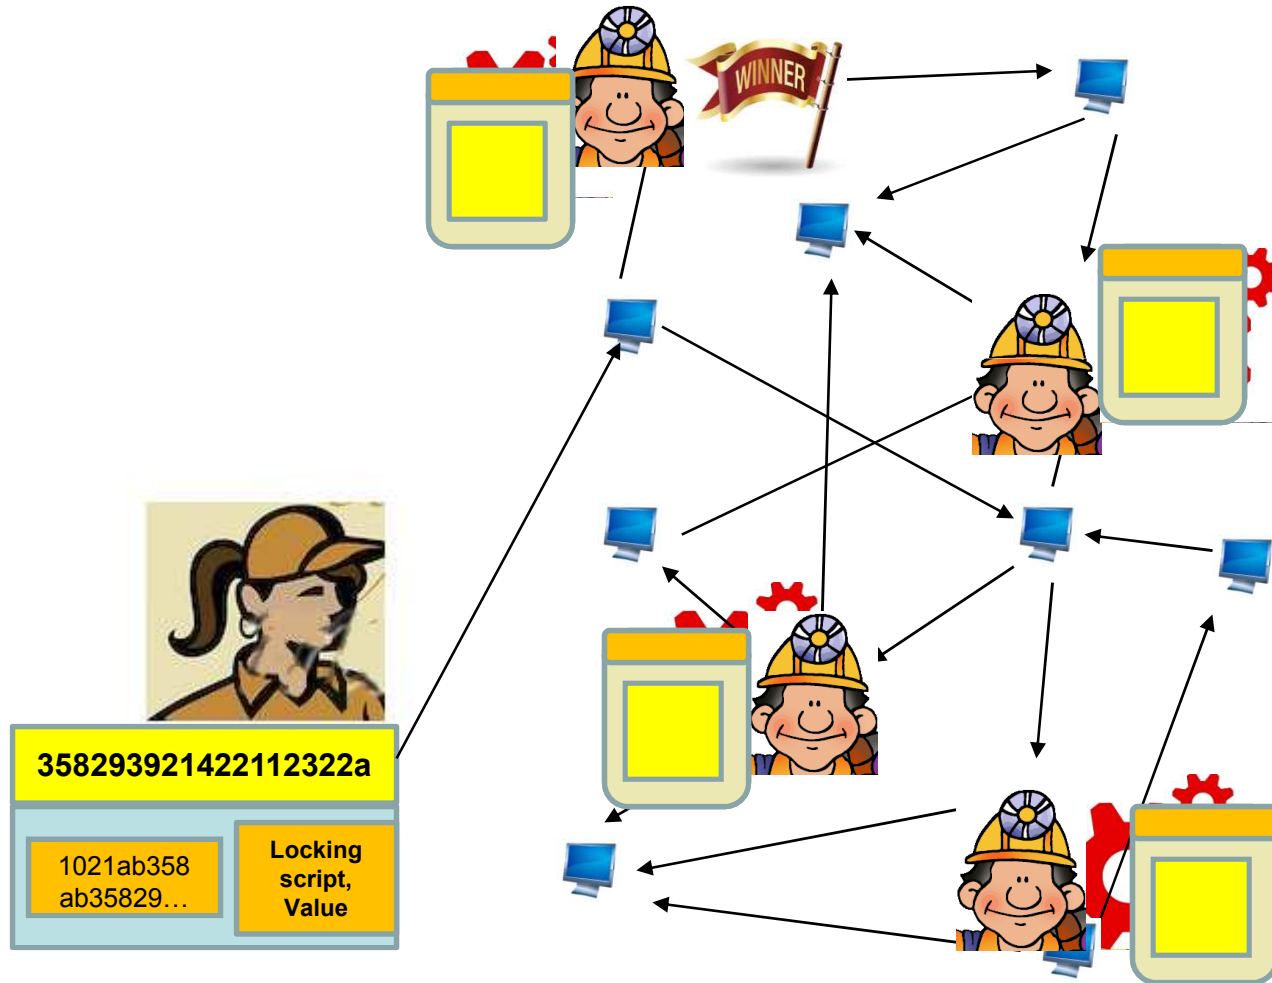 WINNER
358293921422112322a
1021ab358
ab35829…
Locking
script,
Value